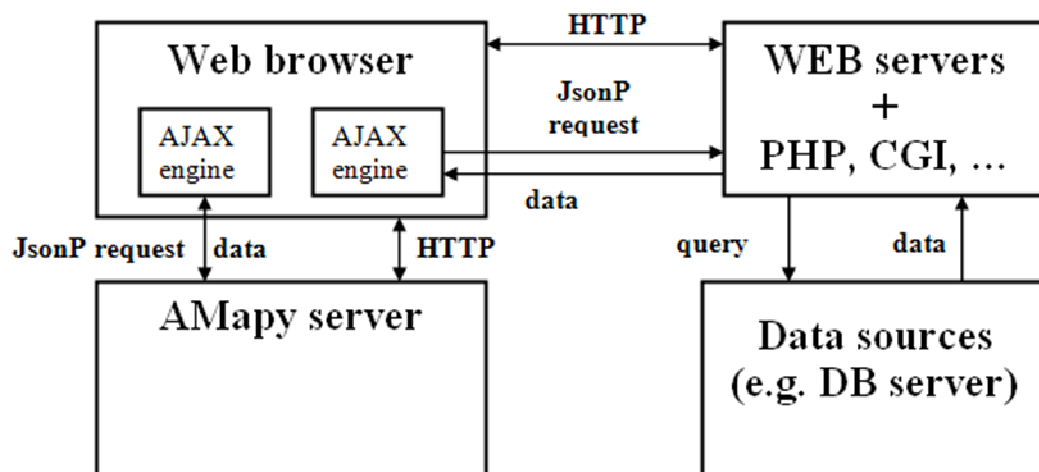 HTTP
Web browser
WEB servers
+
PHP, CGI, ...
JsonP
request
AJAX
engine
AJAX
engine
data
JsonP request
data
HTTP
query
data
AMapy server
Data sources
(e.g. DB server)